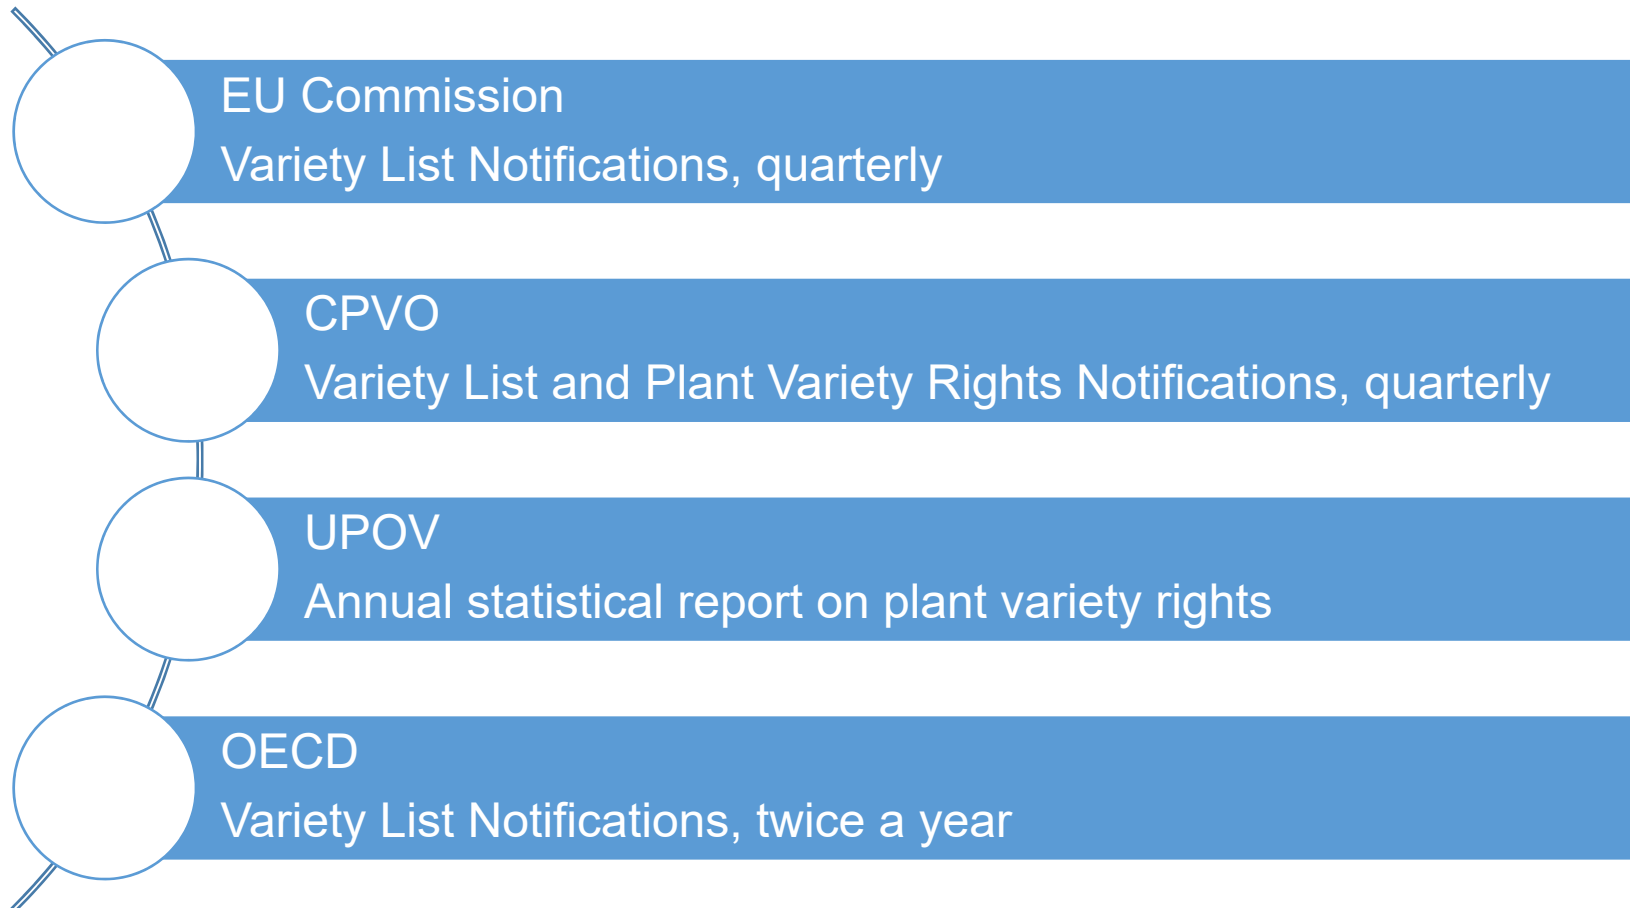 EU Commission
Variety List Notifications, quarterly
CPVO
Variety List and Plant Variety Rights Notifications, quarterly
UPOV
Annual statistical report on plant variety rights
OECD
Variety List Notifications, twice a year